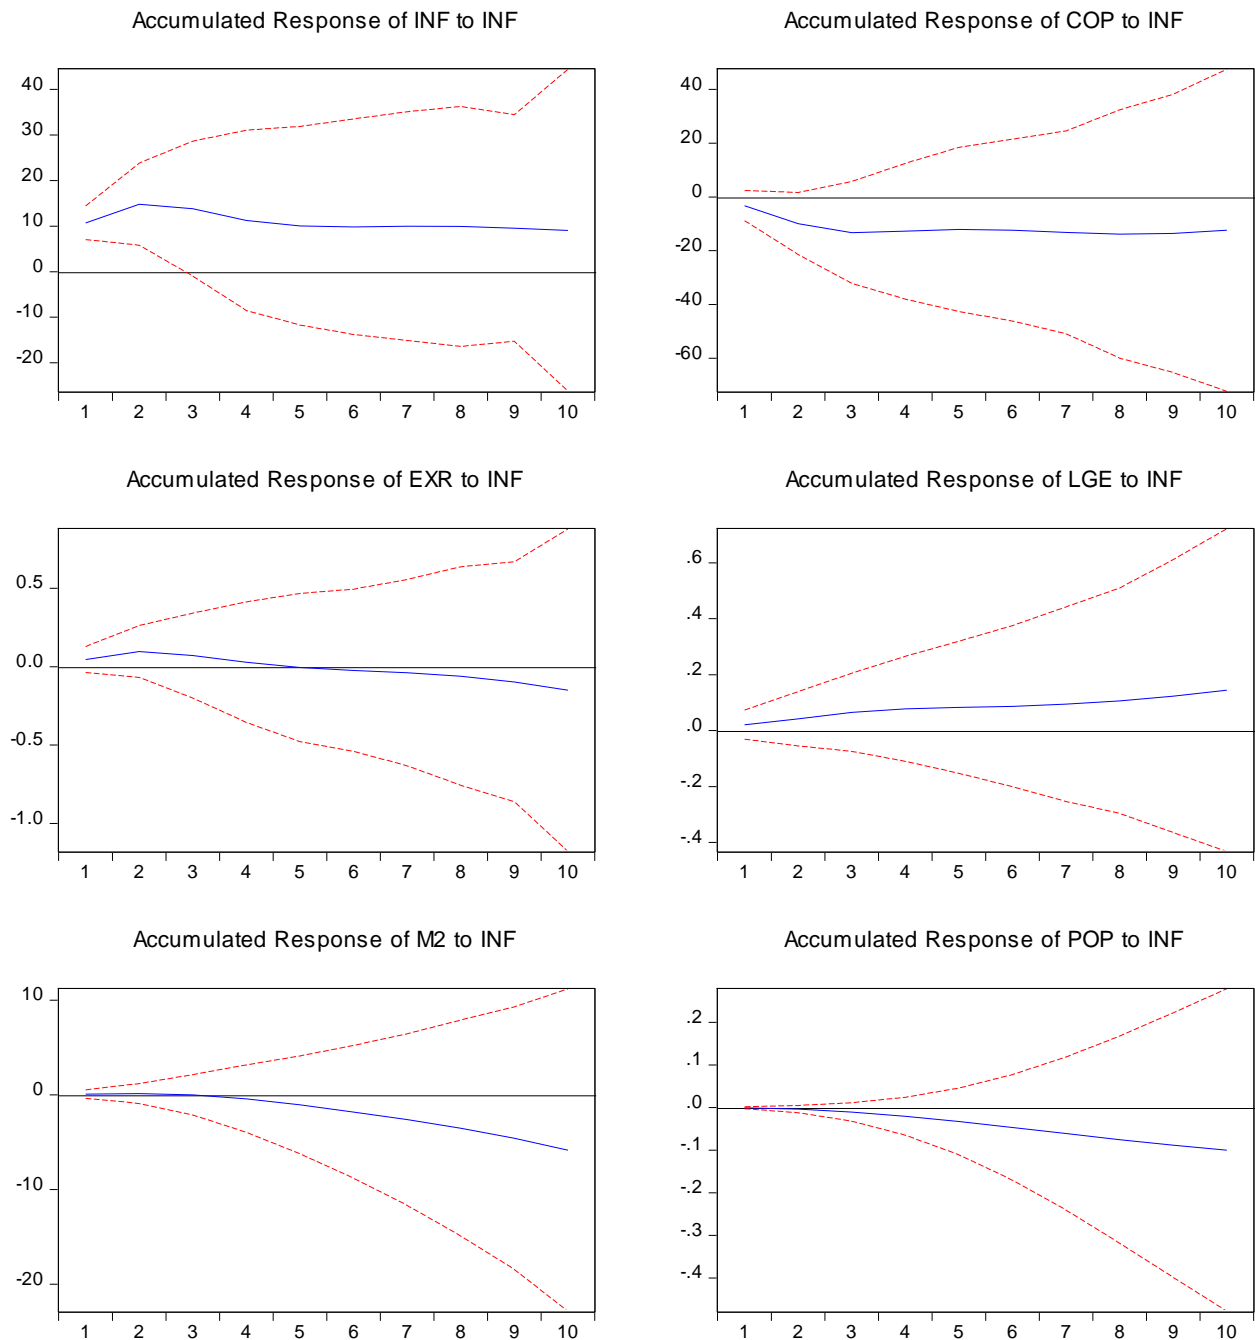 Accumulated Response of INF to INF
40
30
20
10
0
-10
-20
1 2 3 4 5 6 7 8 9 10
Accumulated Response of COP to INF
40
20
0
-20
-40
-60
1 2 3 4 5 6 7 8 9 10
Accumulated Response of EXR to INF
0.5
0.0
-0.5
-1.0
1 2 3 4 5 6 7 8 9 10
Accumulated Response of LGE to INF
.6
.4
.2
.0
-.2
-.4
1 2 3 4 5 6 7 8 9 10
Accumulated Response of M2 to INF
10
0
-10
-20
1 2 3 4 5 6 7 8 9 10
Accumulated Response of POP to INF
.2
.1
.0
-.1
-.2
-.3
-.4
1 2 3 4 5 6 7 8 9 10